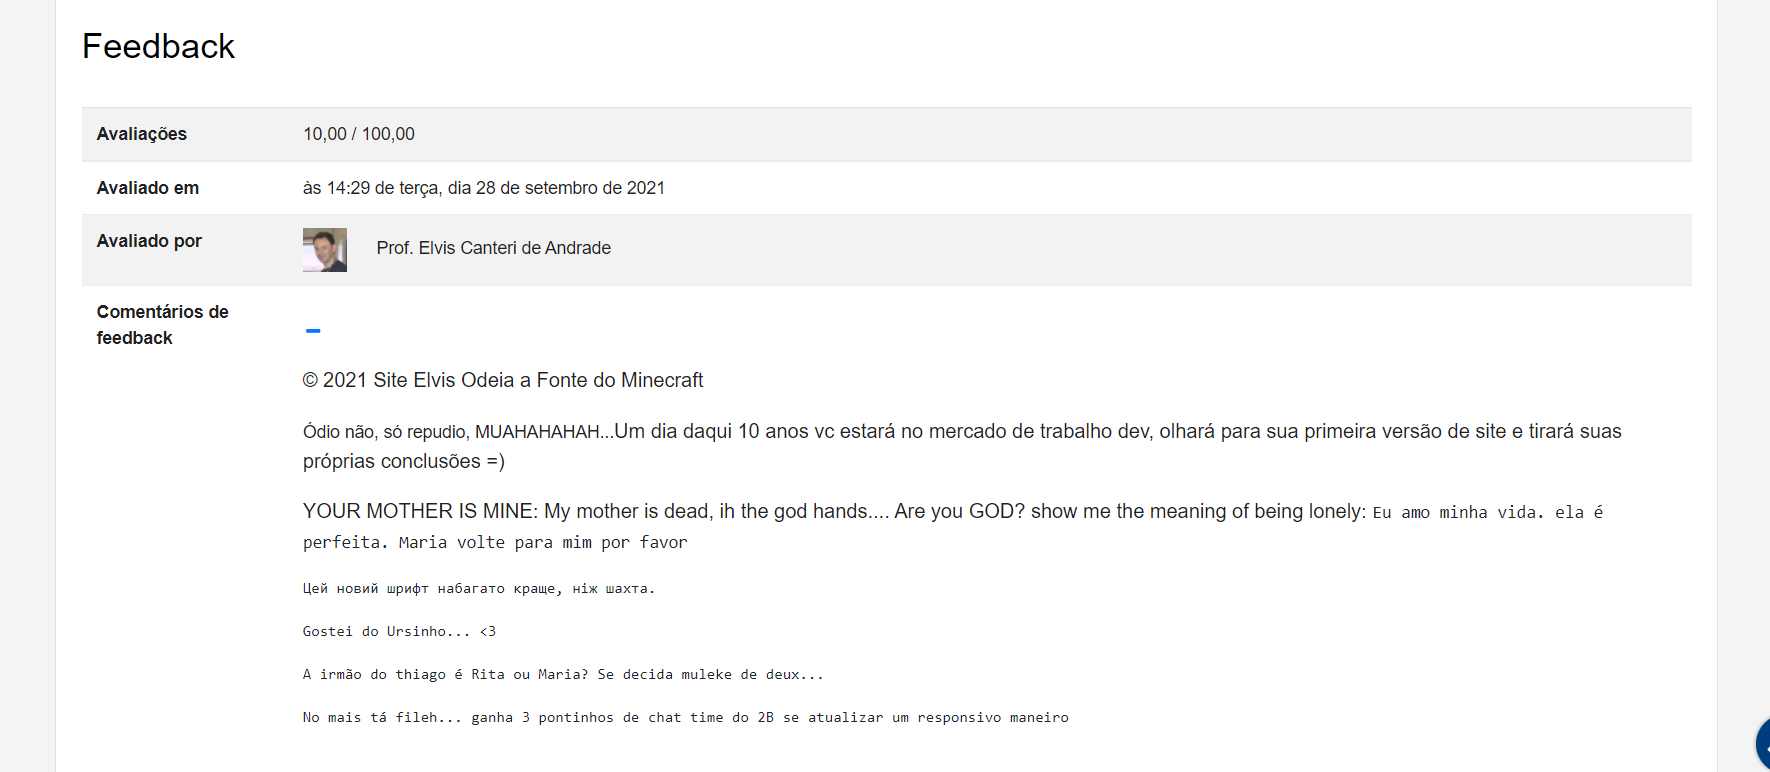 Feedback
Avaliações 10,00 / 100,00
Avaliado em às 14:29 de terça, dia 28 de setembro de 2021
Avaliado por Prof. Elvis Canteri de Andrade
Comentários de
feedback
© 2021 Site Elvis Odeia a Fonte do Minecraft
Ódio não, só repudio, MUAHAHAHAH...Um dia daqui 10 anos vc estará no mercado de trabalho dev, olhará para sua primeira versão de site e tirará suas
próprias conclusões =)
YOUR MOTHER IS MINE: My mother is dead, ih the god hands.... Are you GOD? show me the meaning of being lonely: Eu amo minha vida. ela é
perfeita. Maria volte para mim por favor
Цей новий шрифт набагато краще, ніж шахта.
Gostei do Ursinho... <3
A irmão do thiago é Rita ou Maria? Se decida muleke de deux...
No mais tá fileh... ganha 3 pontinhos de chat time do 2B se atualizar um responsivo maneiro